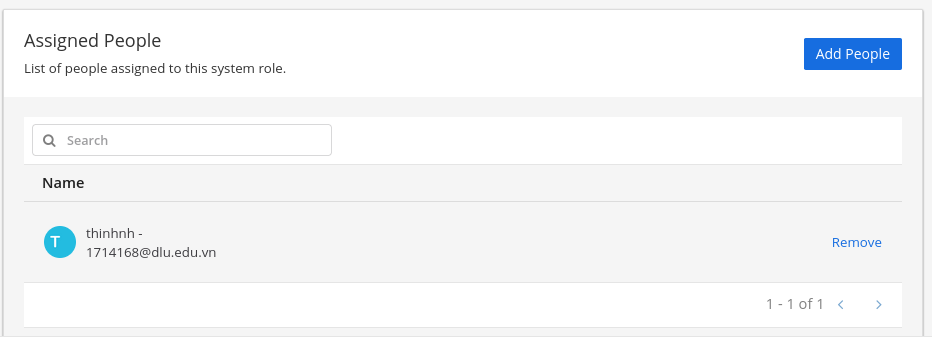 Assigned People
List of people assigned to this system role.
Add People
Search
Name
T
thinhnh -
1714168@dlu.edu.vn
Remove
1 - 1 of 1